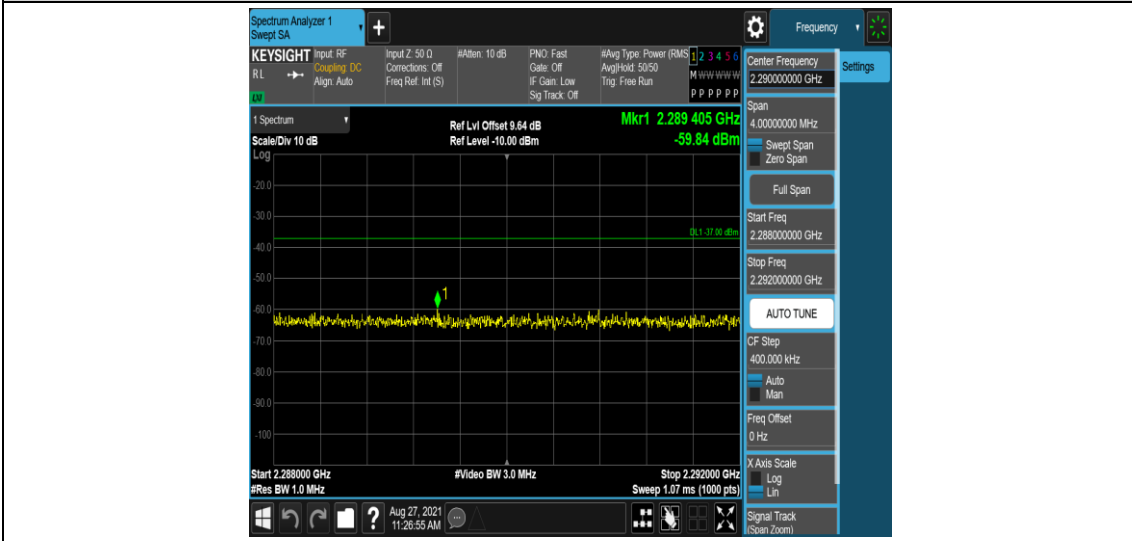 Spectrum Analyzer 1
Swept SA
+
Frequency
KEYSIGHT
RL
LXI
Input: RF
Coupling: DC
Align: Auto
Input Z: 50 Ω
Corrections: Off
Freq Ref: Int (S)
#Atten: 10 dB
PNO: Fast
Gate: Off
IF Gain: Low
Sig Track: Off
#Avg Type: Power (RMS
Avg|Hold: 50/50
Trig: Free Run
1 2 3 4 5 6
M W W W W W
P P P P P P
1 Spectrum
Scale/Div 10 dB
Log
Ref Lvl Offset 9.64 dB
Ref Level -10.00 dBm
Mkr1 2.289 405 GHz
-59.84 dBm
-20.0
-30.0
DL1 -37.00 dBm
-40.0
-50.0
1
-60.0
-70.0
-80.0
-90.0
-100
Start 2.288000 GHz
#Res BW 1.0 MHz
#Video BW 3.0 MHz
Stop 2.292000 GHz
Sweep 1.07 ms (1000 pts)
Center Frequency
2.290000000 GHz
Settings
Span
4.00000000 MHz
Swept Span
Zero Span
Full Span
Start Freq
2.288000000 GHz
Stop Freq
2.292000000 GHz
AUTO TUNE
CF Step
400.000 kHz
Auto
Man
Freq Offset
0 Hz
X Axis Scale
Log
Lin
Signal Track
(Span Zoom)
?
Aug 27, 2021
11:26:55 AM